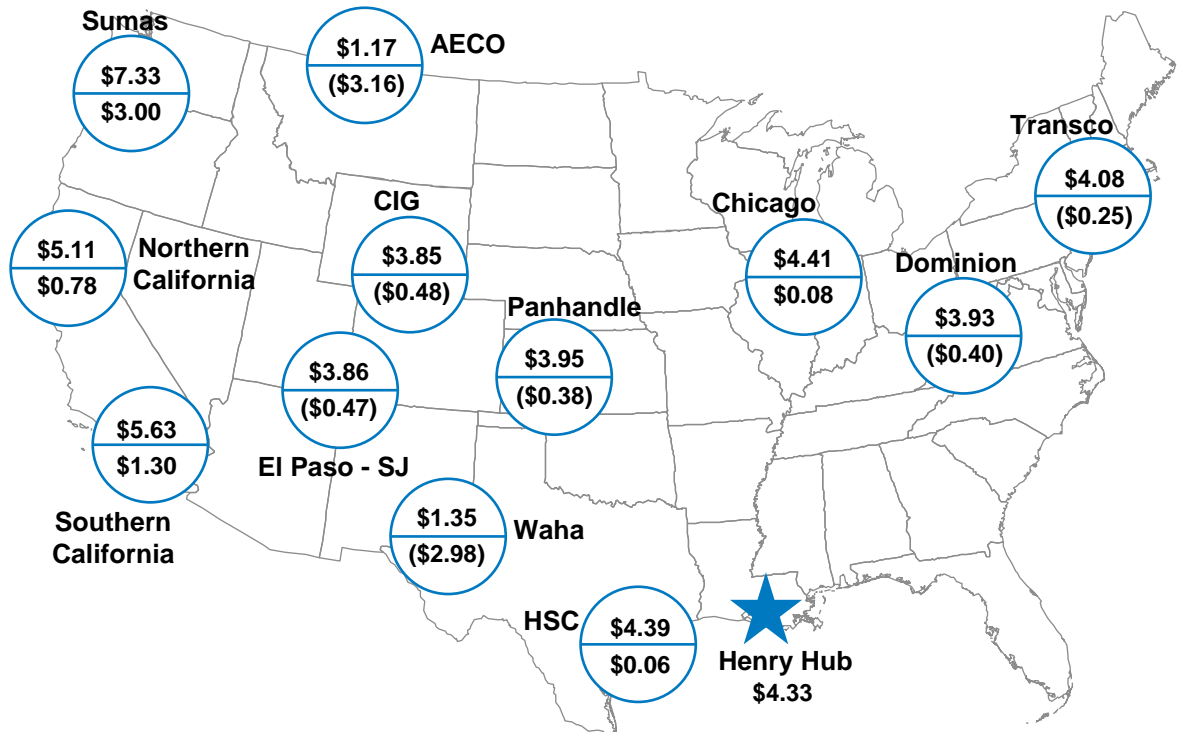 Sumas
$7.33
$3.00
$1.17
($3.16)
AECO
Transco
$4.08
($0.25)
CIG
$3.85
($0.48)
Chicago
$4.41
$0.08
$5.11
$0.78
Northern
California
Dominion
$3.93
($0.40)
Panhandle
$3.95
($0.38)
$3.86
($0.47)
El Paso - SJ
$5.63
$1.30
Southern
California
$1.35
($2.98)
Waha
HSC
$4.39
$0.06
Henry Hub
$4.33